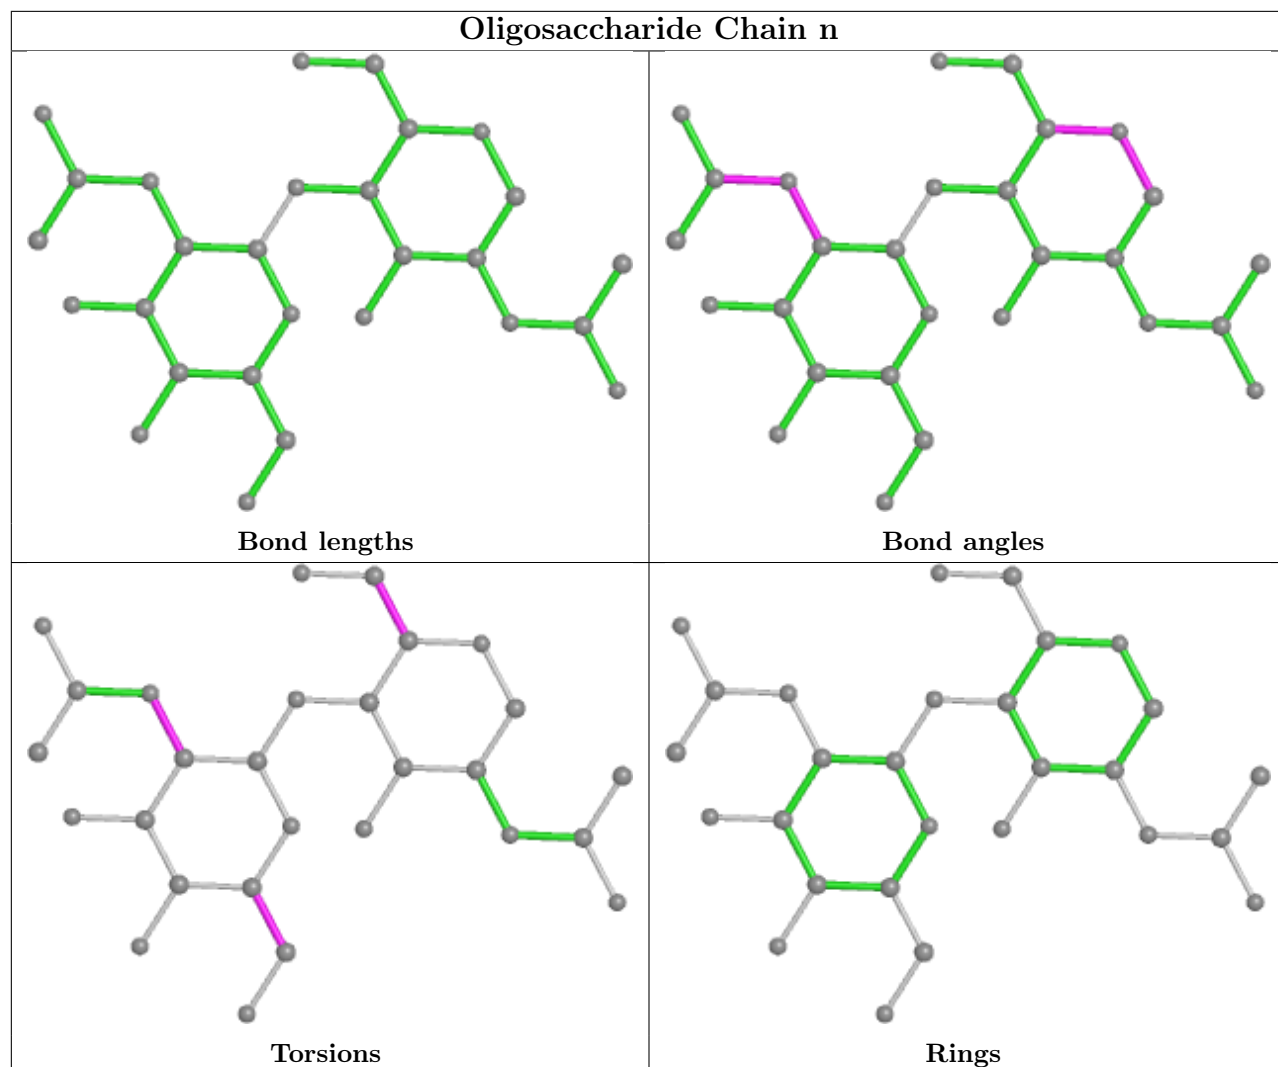 Oligosaccharide Chain n
Bond lengths
Bond angles
Torsions
Rings